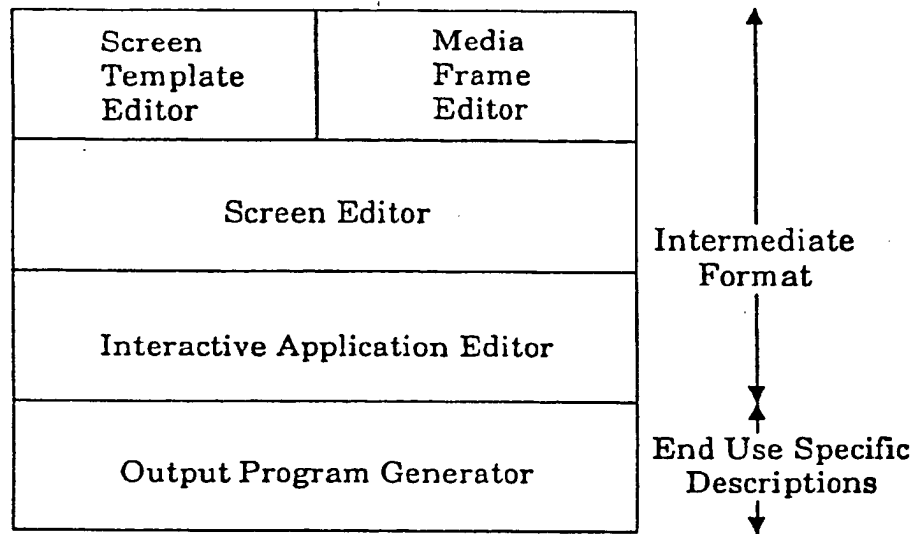 Screen
Template
Editor
Media
Frame
Editor
Screen Editor
Intermediate
Format
Interactive Application Editor
Output Program Generator
End Use Specific
Descriptions